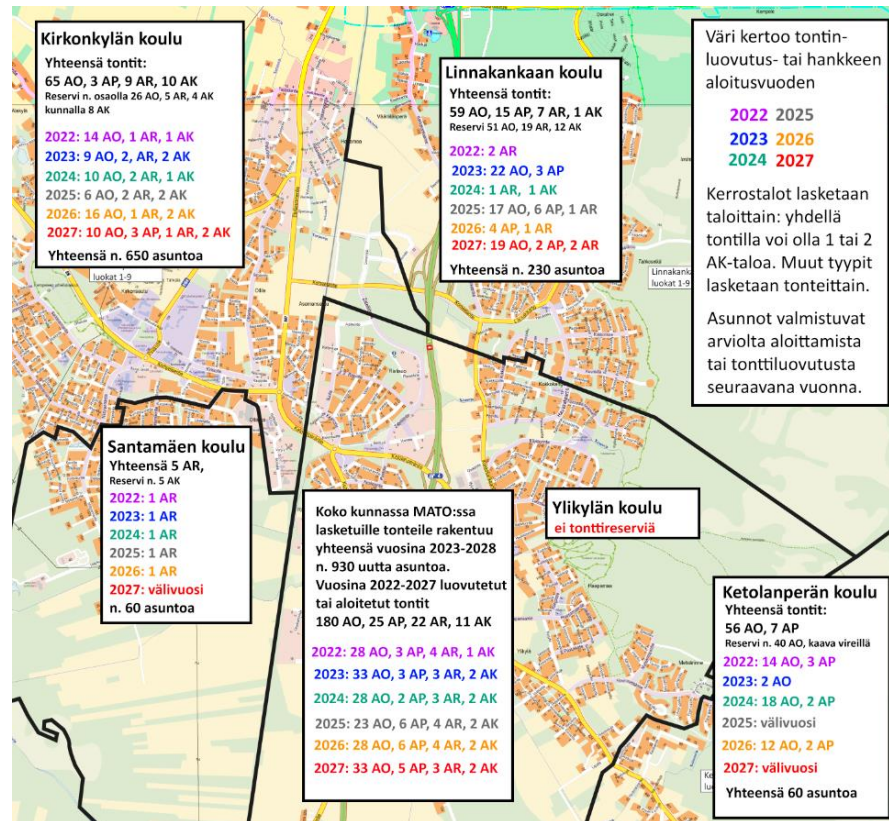 Kirkonkylän koulu
Yhteensä tontit:
65 AO, 3 AP, 9 AR, 10 AK
Reservi n. osaolla 26 AO, 5 AR, 4 AK
kunnalla 8 AK
2022: 14 AO, 1 AR, 1 AK
2023: 9 AO, 2, AR, 2 AK
2024: 10 AO, 2 AR, 1 AK
2025: 6 AO, 2 AR, 2 AK
2026: 16 AO, 1 AR, 2 AK
2027: 10 AO, 3 AP, 1 AR, 2 AK
Yhteensä n. 650 asuntoa
luokat 1-9
Linnakankaan koulu
Yhteensä tontit:
59 AO, 15 AP, 7 AR, 1 AK
Reservi 51 AO, 19 AR, 12 AK
2022: 2 AR
2023: 22 AO, 3 AP
2024: 1 AR, 1 AK
2025: 17 AO, 6 AP, 1 AR
2026: 4 AP, 1 AR
2027: 19 AO, 2 AP, 2 AR
Yhteensä n. 230 asuntoa
Linnakanka
luokat 1-9
Väri kertoo tontin-
luovutus- tai hankkeen
aloitusvuoden
2022 2025
2023 2026
2024 2027
Kerrostalot lasketaan
taloittain: yhdellä
tontilla voi olla 1 tai 2
AK-taloa. Muut tyypit
lasketaan tonteittain.
Asunnot valmistuvat
arviolta aloittamista
tai tonttiluovutusta
seuraavana vuonna.
Santamäen koulu
Yhteensä 5 AR,
Reservi n. 5 AK
2022: 1 AR
2023: 1 AR
2024: 1 AR
2025: 1 AR
2026: 1 AR
2027: välivuosi
n. 60 asuntoa
Koko kunnassa MATO:ssa
lasketuille tonteile rakentuu
yhteensä vuosina 2023-2028
n. 930 uutta asuntoa.
Vuosina 2022-2027 luovutetut
tai aloitetut tontit
180 AO, 25 AP, 22 AR, 11 AK
2022: 28 AO, 3 AP, 4 AR, 1 AK
2023: 33 AO, 3 AP, 3 AR, 2 AK
2024: 28 AO, 2 AP, 3 AR, 2 AK
2025: 23 AO, 6 AP, 4 AR, 2 AK
2026: 28 AO, 6 AP, 4 AR, 2 AK
2027: 33 AO, 5 AP, 3 AR, 2 AK
Ylikylän koulu
ei tonttireserviä
Ketolanperän koulu
Yhteensä tontit:
56 AO, 7 AP
Reservi n. 40 AO, kaava vireillä
2022: 14 AO, 3 AP
2023: 2 AO
2024: 18 AO, 2 AP
2025: välivuosi
2026: 12 AO, 2 AP
2027: välivuosi
Yhteensä 60 asuntoa